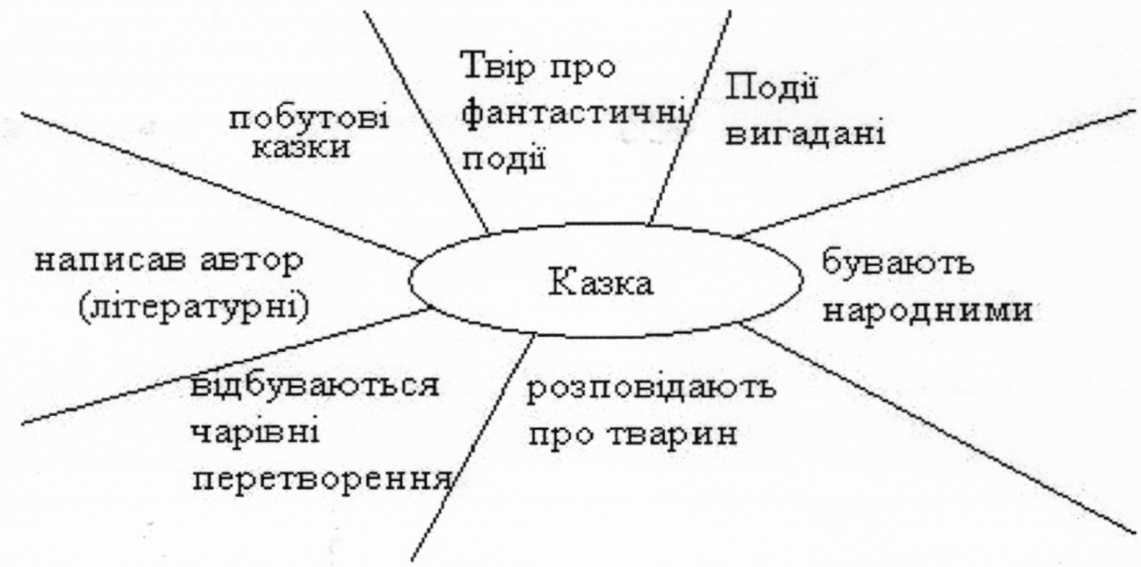 Твір про
фантастичні
події
Події
вигадані
побутові
казки
написав автор
(літературні)
Казка
бувають
народними
відбуваються
чарівні
перетворення
розповідають
про тварин